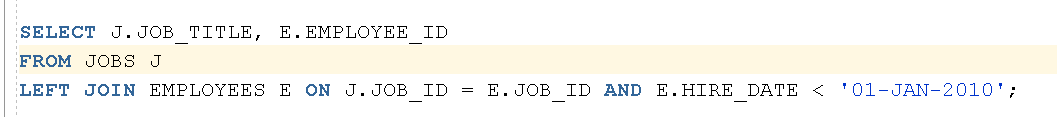 SELECT J.JOB_TITLE, E.EMPLOYEE_ID
FROM JOBS J
LEFT JOIN EMPLOYEES E ON J.JOB_ID = E.JOB_ID AND E.HIRE_DATE < '01-JAN-2010';